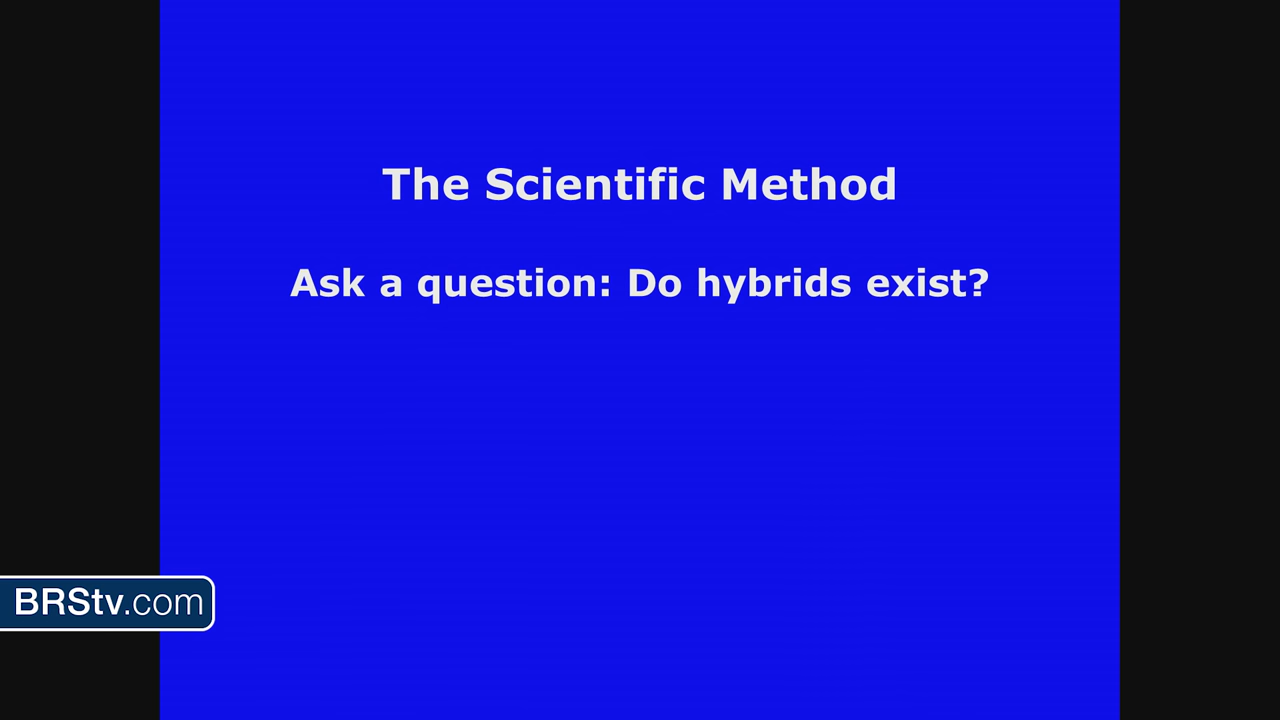 The Scientific Method
Ask a question: Do hybrids exist?
BRStv.com